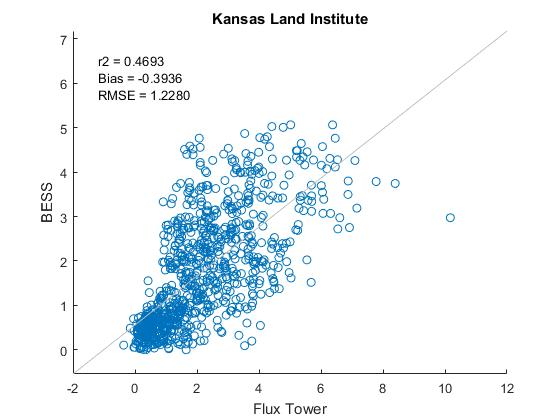 Kansas Land Institute
r2 = 0.4693
Bias = -0.3936
RMSE = 1.2280
7
6
5
4
3
2
1
0
BESS
-2 0 2 4 6 8 10 12
Flux Tower